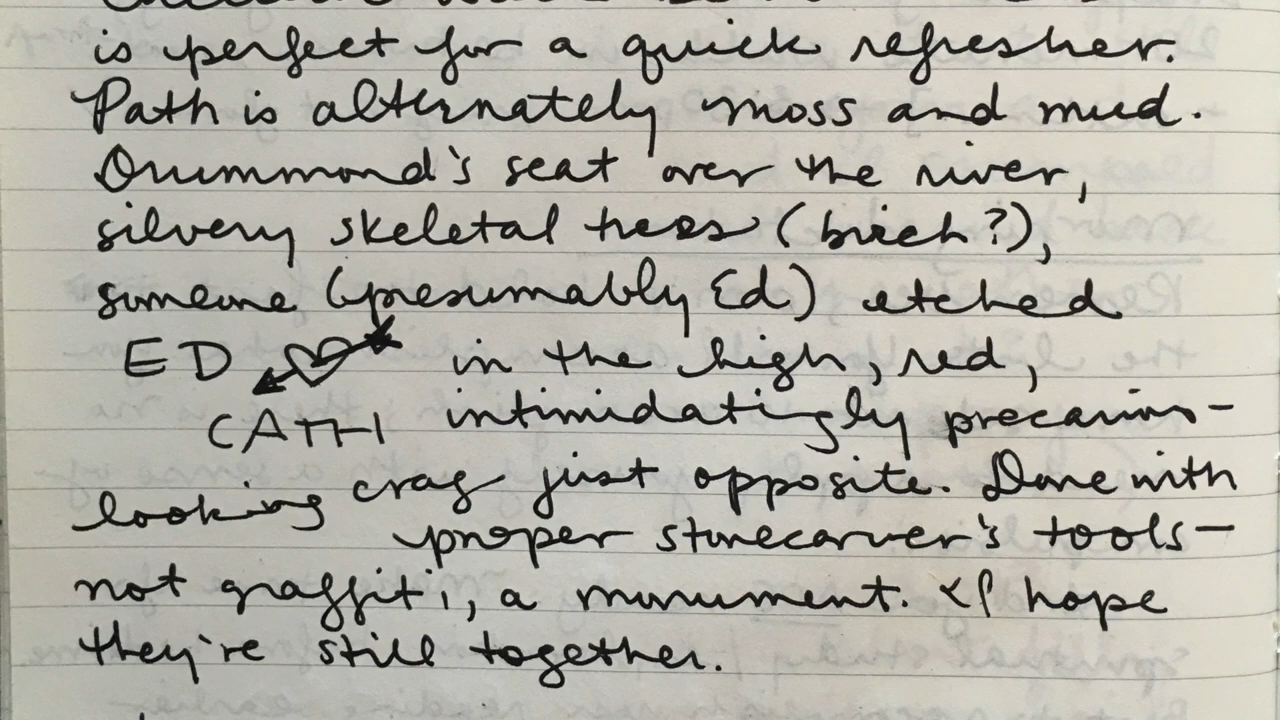 is perfect for a quick refresher.
Path is alternately moss and mud.
Drummond's seat over the river,
silvery skeletal trees (birch?),
someone (presumably Ed) etched
ED in the high, red,
CATH intimidatingly precarious-
looking crag just opposite. Done with
proper stonecarver's tools—
not graffiti, a monument. I hope
they're still together.